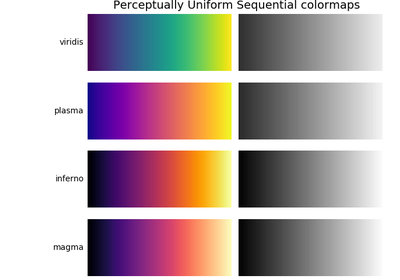 Perceptually Uniform Sequential colormaps
viridis
plasma
inferno
magma